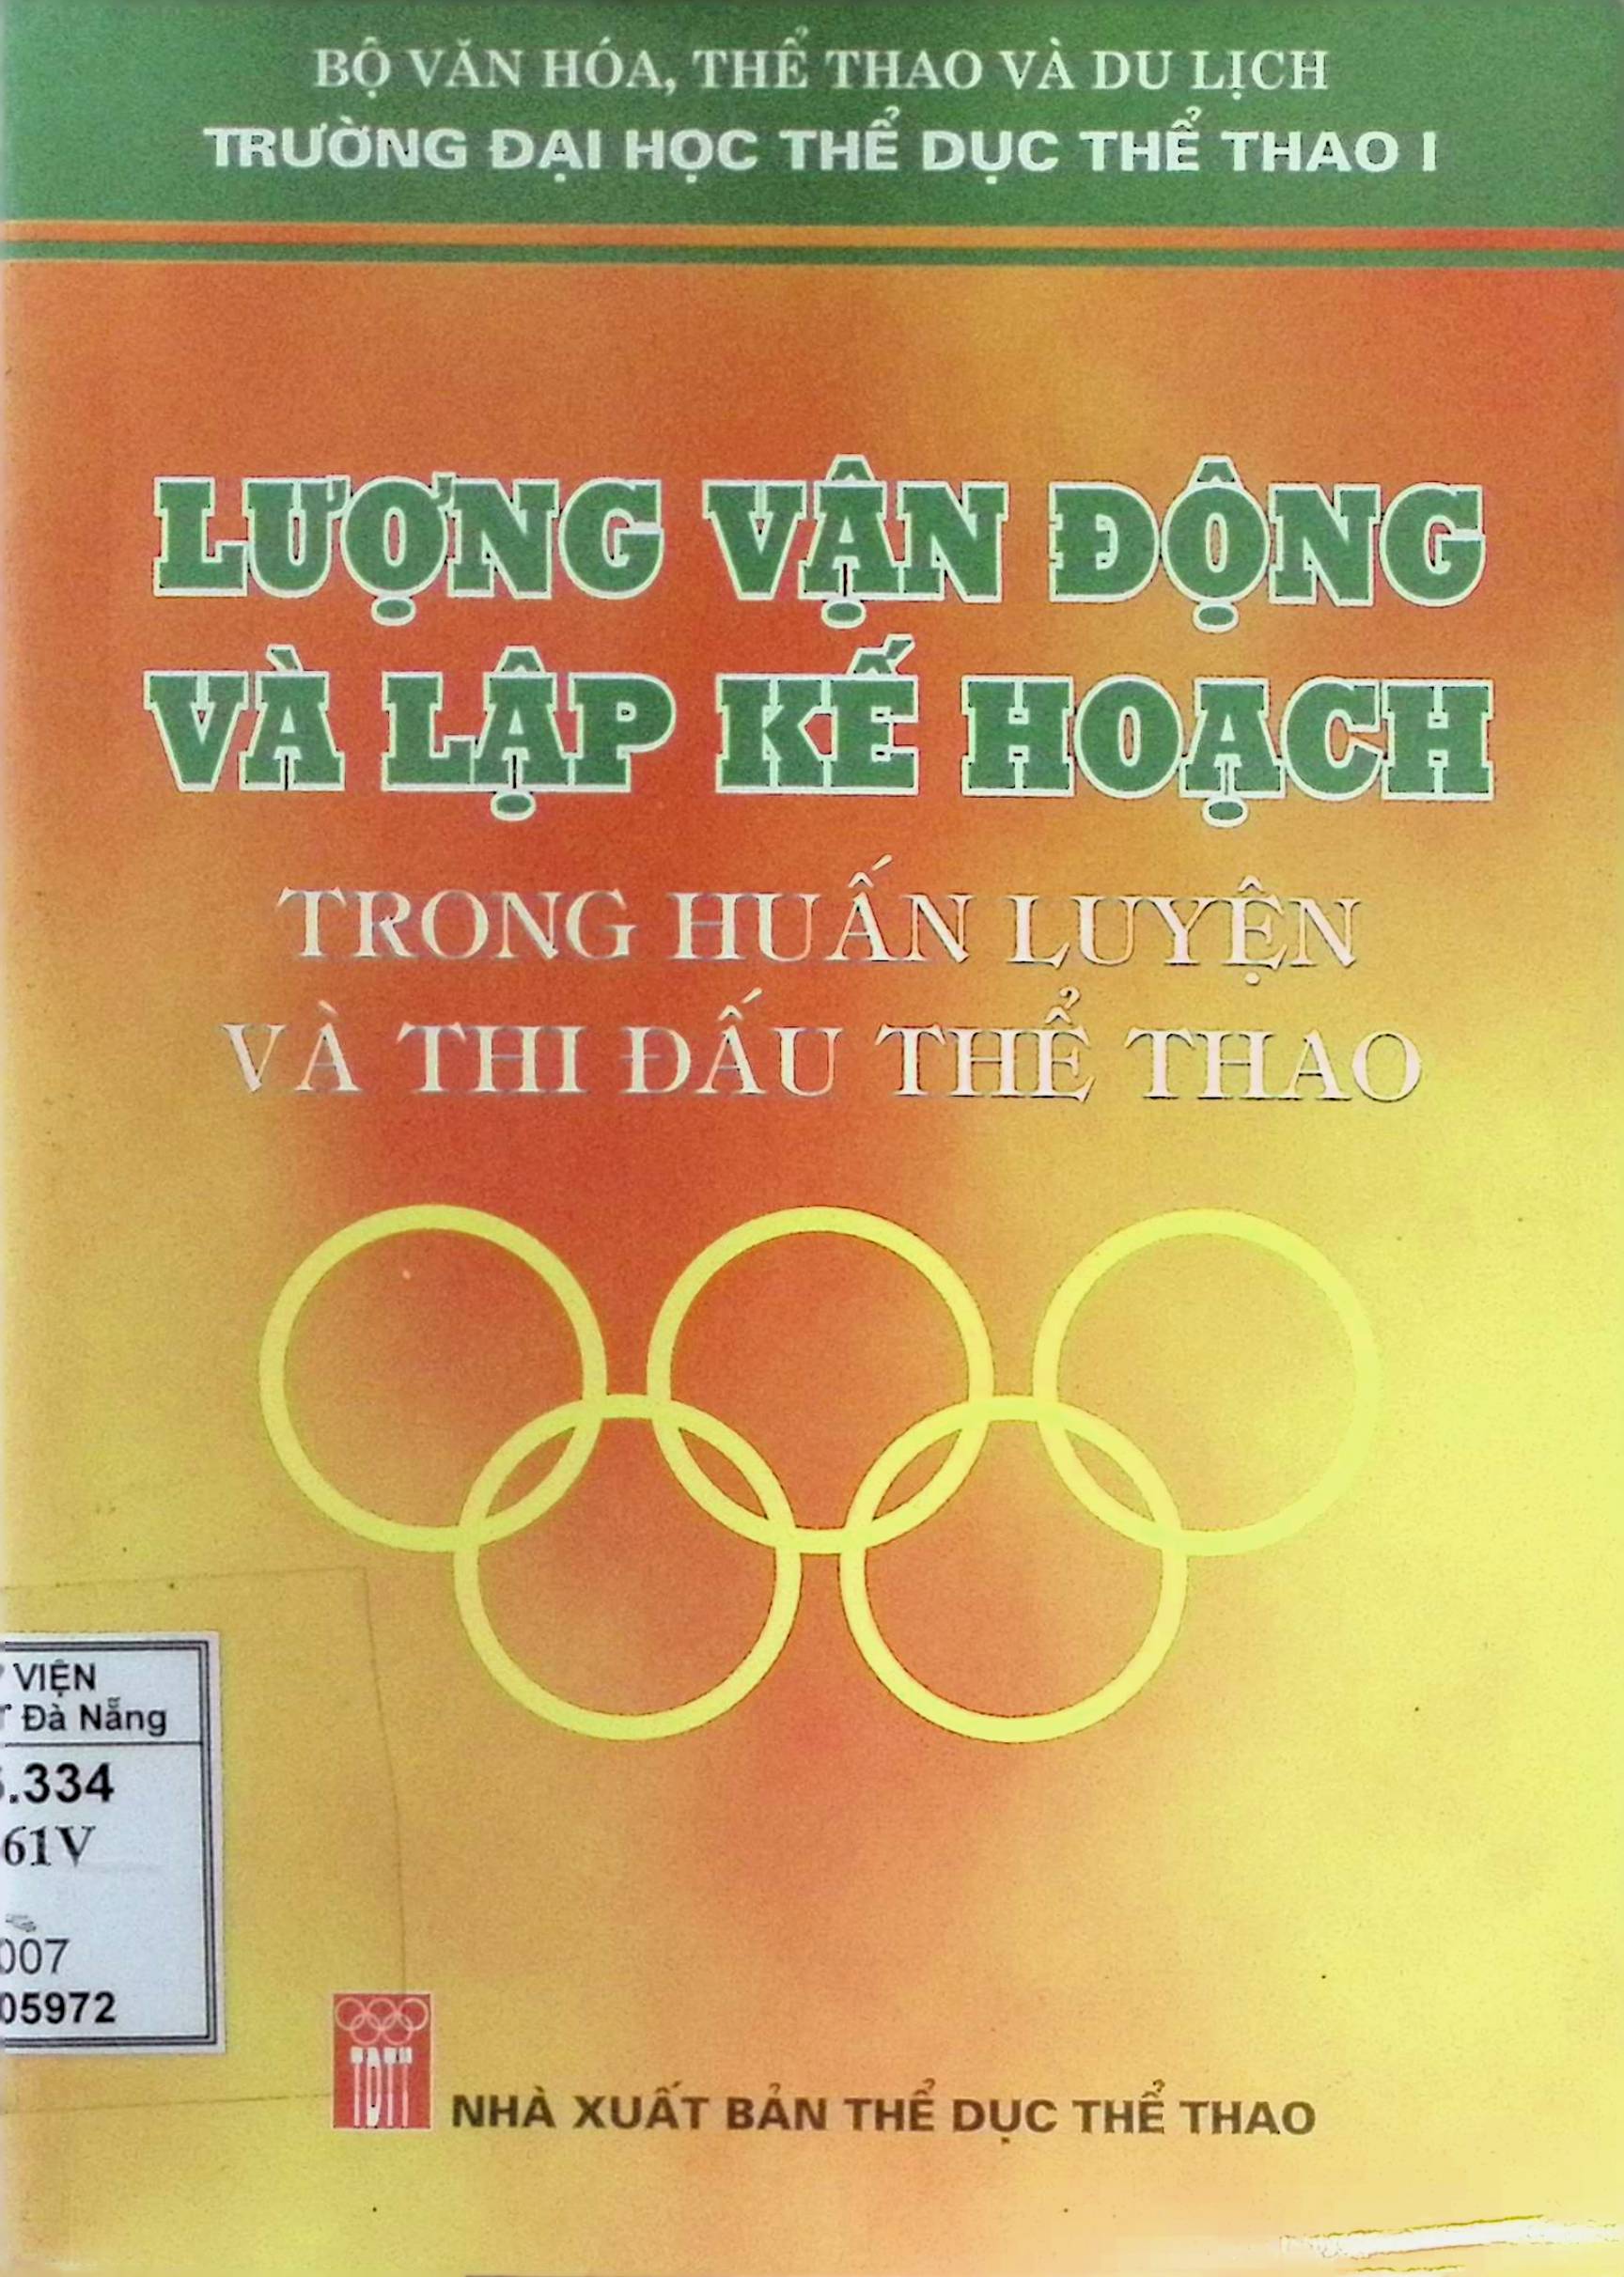 BỘ VĂN HÓA, THỂ THAO VÀ DU LỊCH
TRƯỜNG ĐẠI HỌC THỂ DỤC THỂ THAO I
LƯỢNG VẬN ĐỘNG
VÀ LẬP KẾ HOẠCH
TRONG HUẤN LUYỆN
VÀ THI ĐẤU THỂ THAO
VIỆN
Đà Nẵng
.334
61V
007
05972
TDTT
NHÀ XUẤT BẢN THỂ DỤC THỂ THAO